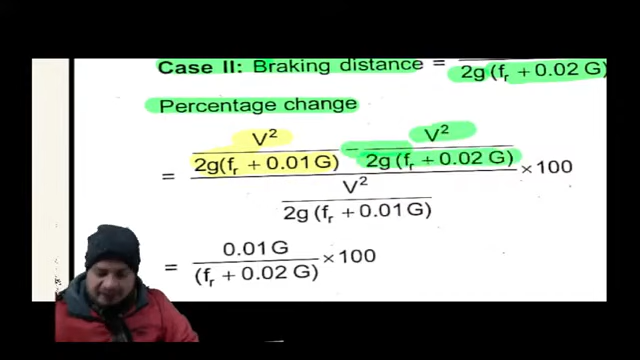 Case II: Braking distance =
2g (fr + 0.02 G)
Percentage change
= V² / 2g(fr + 0.01 G) − V² / 2g (fr + 0.02 G) / V² / 2g (fr + 0.01 G) ×100
= 0.01 G / (fr + 0.02 G) ×100